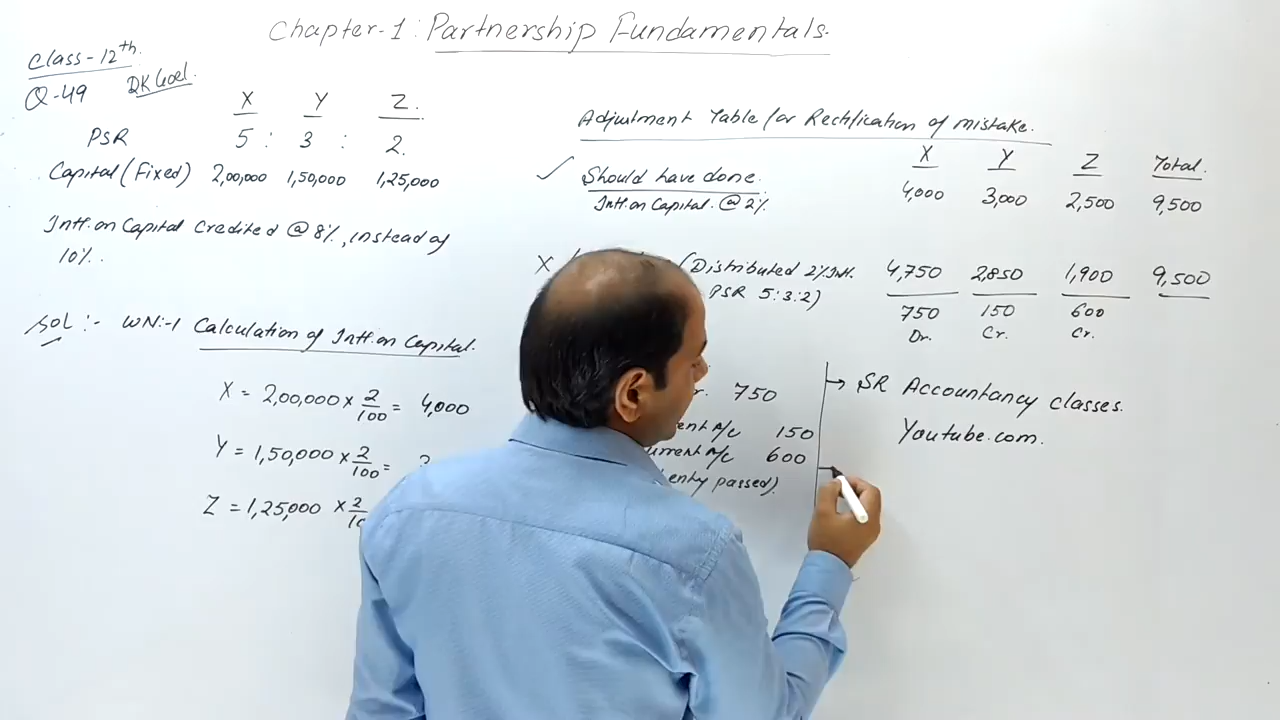 Chapter-1: Partnership Fundamentals.
Class-12th.
Q-49 DK Goel.
X Y Z.
PSR 5 : 3 : 2.
Capital (Fixed) 2,00,000 1,50,000 1,25,000
Intt. on Capital Credited @ 8%, instead of
10%.
Sol:- WN:-1 Calculation of Intt. on Capital.
X = 2,00,000 × 2/100 = 4,000
Y = 1,50,000 × 2/100 =
Z = 1,25,000 × 2/
Adjustment Table for Rectification of mistake.
X Y Z Total.
Should have done.
Intt. on Capital. @ 2% 4,000 3,000 2,500 9,500
X (Distributed 2% Intt. 4,750 2,850 1,900 9,500
PSR 5:3:2)
750 150 600
Dr. Cr. Cr.
750
A/c 150
A/c 600
entry passed).
SR Accountancy classes.
Youtube.com.